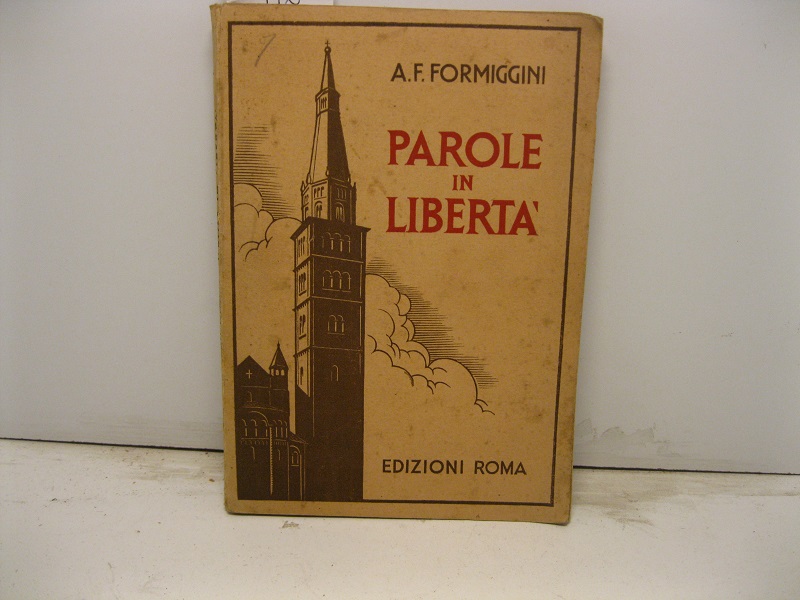 A. F. FORMIGGINI
PAROLE
IN
LIBERTA'
EDIZIONI ROMA